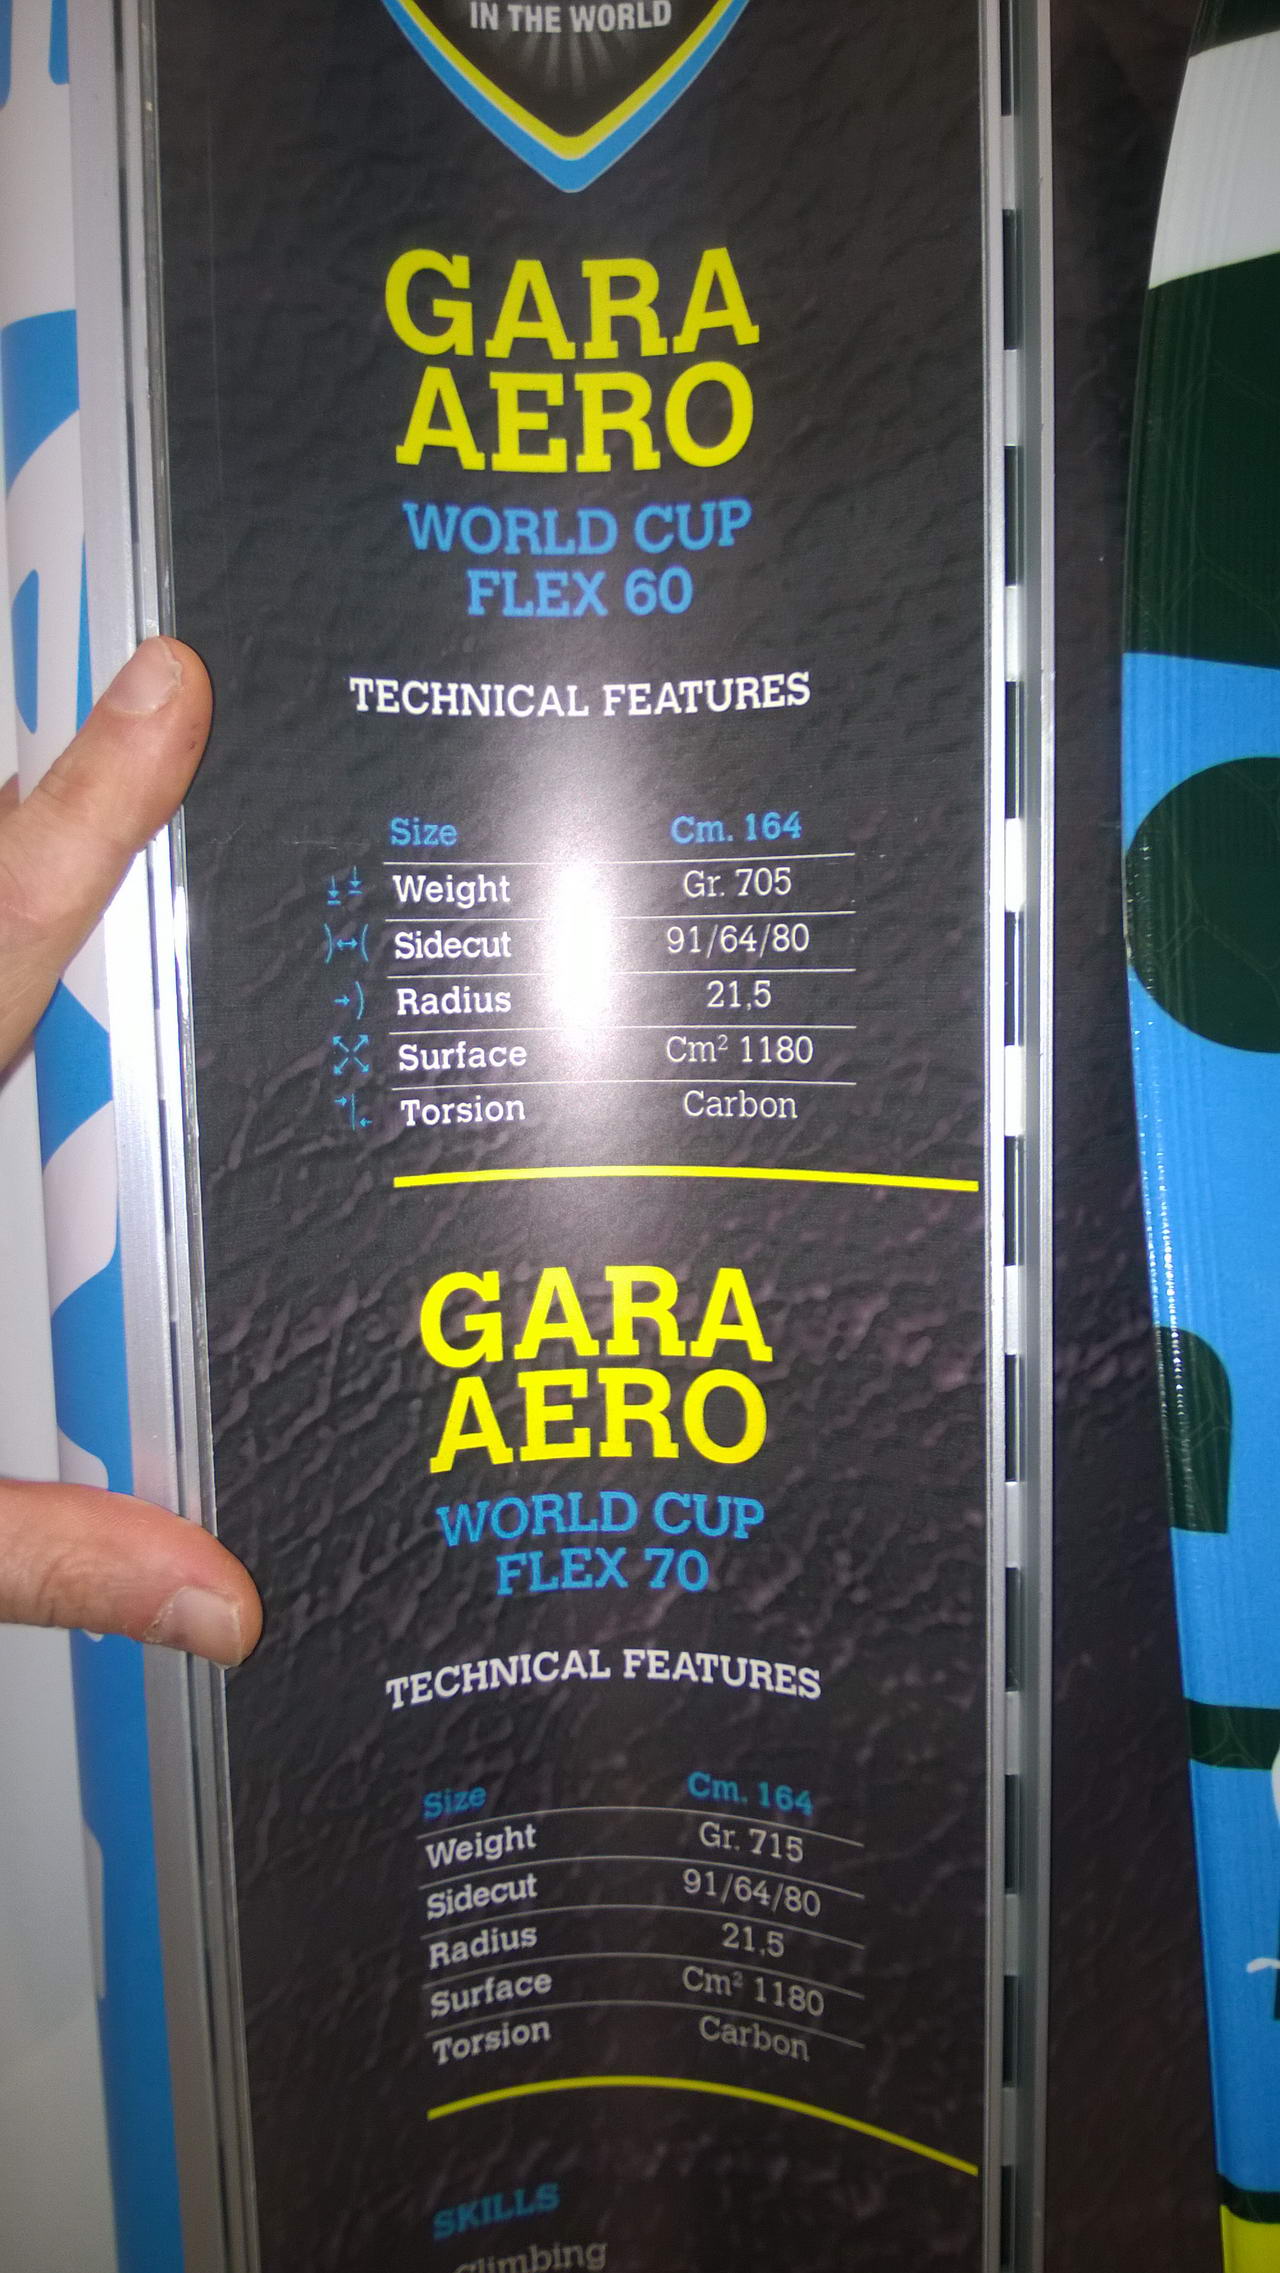 IN THE WORLD
GARA
AERO
WORLD CUP
FLEX 60
TECHNICAL FEATURES
Size Cm. 164
Weight Gr. 705
Sidecut 91/64/80
Radius 21,5
Surface Cm² 1180
Torsion Carbon
GARA
AERO
WORLD CUP
FLEX 70
TECHNICAL FEATURES
Size Cm. 164
Weight Gr. 715
Sidecut 91/64/80
Radius 21,5
Surface Cm² 1180
Torsion Carbon
SKILLS
Climbing